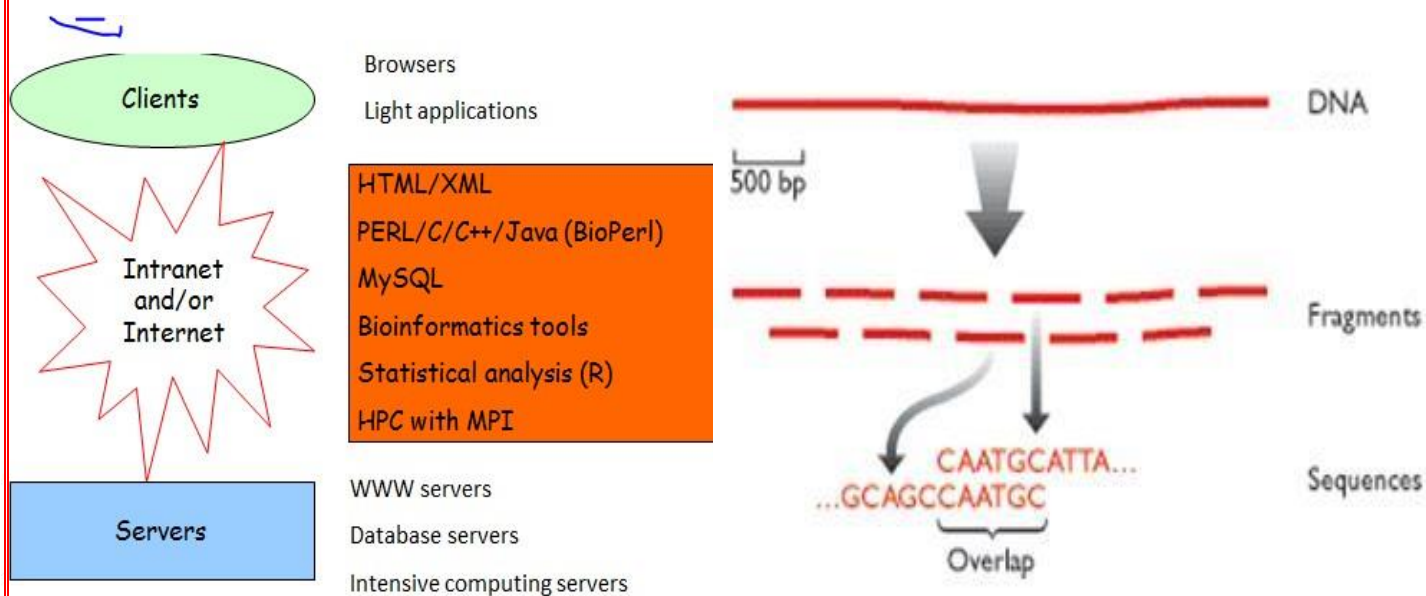 Clients
Browsers
Light applications
Intranet
and/or
Internet
HTML/XML
PERL/C/C++/Java (BioPerl)
MySQL
Bioinformatics tools
Statistical analysis (R)
HPC with MPI
Servers
WWW servers
Database servers
Intensive computing servers
DNA
500 bp
Fragments
CAATGCATTA...
...GCAGCCAATGC
Sequences
Overlap